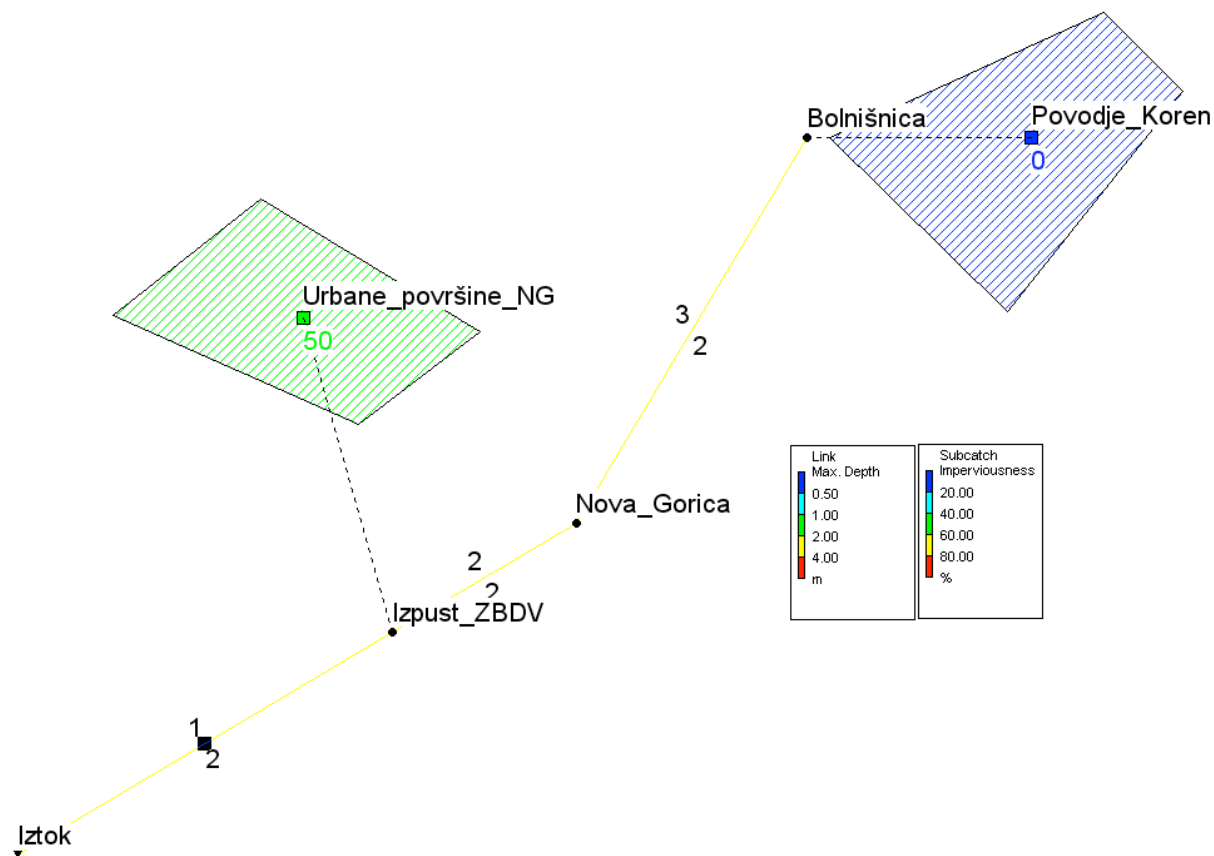 Bolnišnica
Povodje_Koren
0
Urbane_površine_NG
50
3
2
Link
Max. Depth
0.50
1.00
2.00
4.00
m
Subcatch
Imperviousness
20.00
40.00
60.00
80.00
%
Nova_Gorica
2
2
Izpust_ZBDV
1
2
Iztok